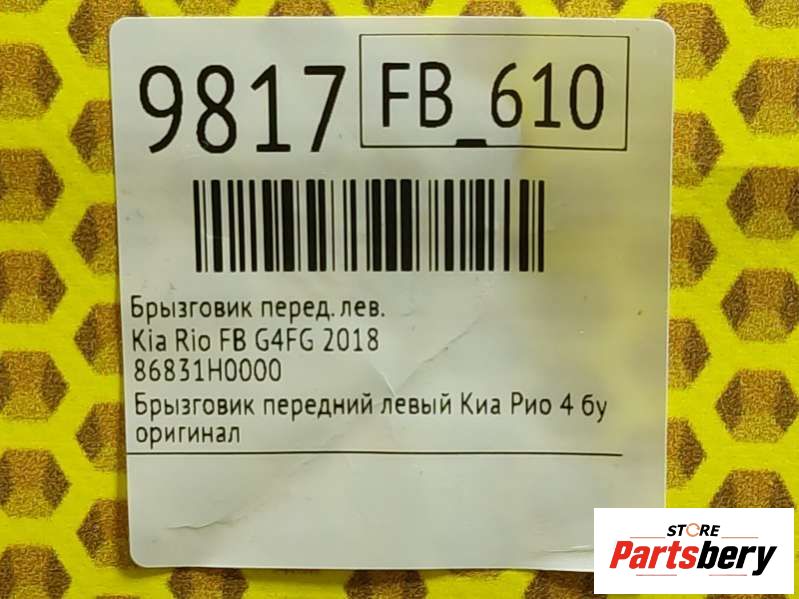 9817 FB_610
Брызговик перед. лев.
Kia Rio FB G4FG 2018
86831H0000
Брызговик передний левый Киа Рио 4 бу
оригинал
STORE
Partsbery